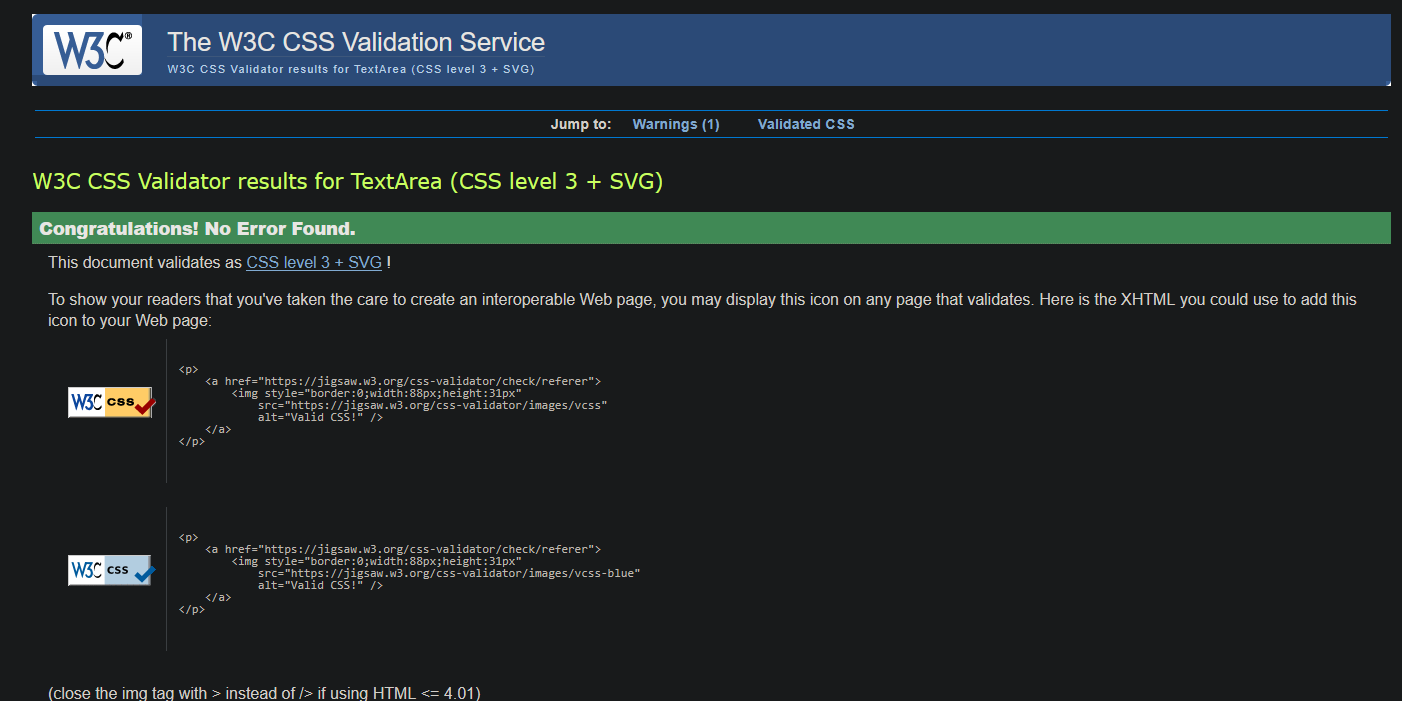 W3C®
The W3C CSS Validation Service
W3C CSS Validator results for TextArea (CSS level 3 + SVG)
Jump to: Warnings (1) Validated CSS
W3C CSS Validator results for TextArea (CSS level 3 + SVG)
Congratulations! No Error Found.
This document validates as CSS level 3 + SVG !
To show your readers that you've taken the care to create an interoperable Web page, you may display this icon on any page that validates. Here is the XHTML you could use to add this
icon to your Web page:
W3C css
<p>
    <a href="https://jigsaw.w3.org/css-validator/check/referer">
        <img style="border:0;width:88px;height:31px"
            src="https://jigsaw.w3.org/css-validator/images/vcss"
            alt="Valid CSS!" />
    </a>
</p>
W3C css
<p>
    <a href="https://jigsaw.w3.org/css-validator/check/referer">
        <img style="border:0;width:88px;height:31px"
            src="https://jigsaw.w3.org/css-validator/images/vcss-blue"
            alt="Valid CSS!" />
    </a>
</p>
(close the img tag with > instead of /> if using HTML <= 4.01)